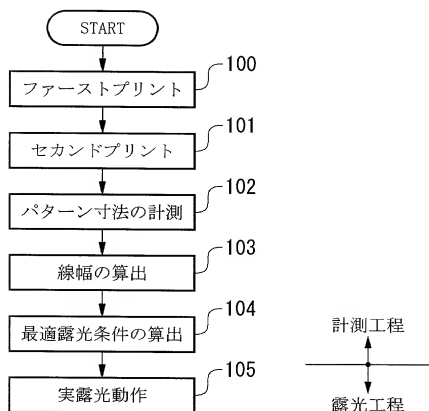 START
ファーストプリント
100
セカンドプリント
101
パターン寸法の計測
102
線幅の算出
103
最適露光条件の算出
104
実露光動作
105
計測工程
露光工程